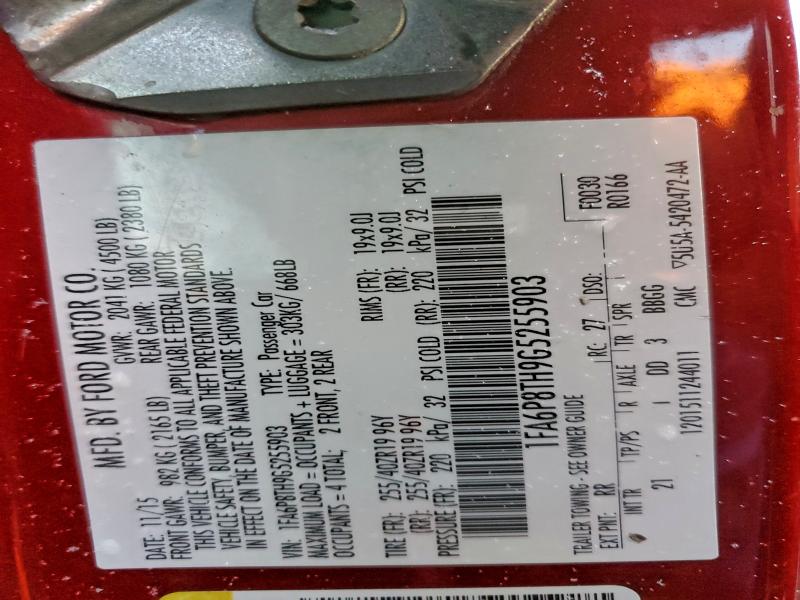 MFD. BY FORD MOTOR CO.
DATE: 11/15 GVWR: 2041 KG ( 4500 LB)
FRONT GAWR: 982 KG ( 2165 LB) REAR GAWR: 1080 KG ( 2380 LB)
THIS VEHICLE CONFORMS TO ALL APPLICABLE FEDERAL MOTOR
VEHICLE SAFETY, BUMPER, AND THEFT PREVENTION STANDARDS
IN EFFECT ON THE DATE OF MANUFACTURE SHOWN ABOVE.
VIN: 1FA6P8TH9G5255903 TYPE: Passenger Car
MAXIMUM LOAD = OCCUPANTS + LUGGAGE = 303KG/ 668LB
OCCUPANTS = 4 TOTAL; 2 FRONT, 2 REAR
TIRE (FR): 255/40ZR19 96Y RIMS (FR): 19x9.0J
(RR): 255/40ZR19 96Y (RR): 19x9.0J
PRESSURE (FR): 220 kPa/ 32 PSI COLD (RR): 220 kPa/ 32 PSI COLD
1FA6P8TH9G5255903
TRAILER TOWING - SEE OWNER GUIDE F0030
EXT PNT: RR RC: 27 DSO: R0166
INT TR TP/PS R AXLE TR SPR
21 I DD 3 BBGG
1201511244011 CMC ▽5U5A-5420472-AA